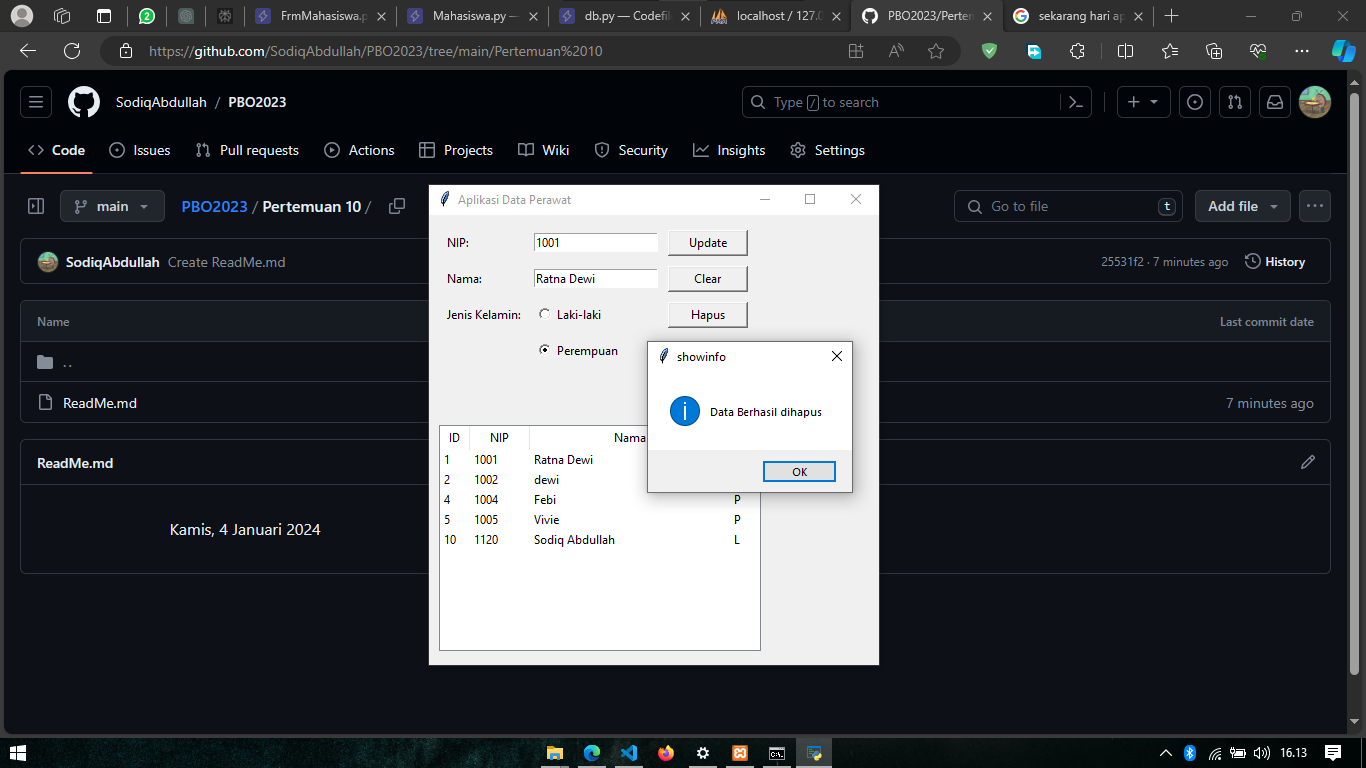 FrmMahasiswa.p
Mahasiswa.py —
db.py — Codefil
localhost / 127.0
PBO2023/Pertem
sekarang hari ap
https://github.com/SodiqAbdullah/PBO2023/tree/main/Pertemuan%2010
SodiqAbdullah / PBO2023
Type / to search
Code
Issues
Pull requests
Actions
Projects
Wiki
Security
Insights
Settings
main
PBO2023 / Pertemuan 10 /
Go to file
t
Add file
SodiqAbdullah Create ReadMe.md
25531f2 · 7 minutes ago
History
Name
Last commit date
..
ReadMe.md
7 minutes ago
ReadMe.md
Kamis, 4 Januari 2024
Aplikasi Data Perawat
NIP: 1001 Update
Nama: Ratna Dewi Clear
Jenis Kelamin: Laki-laki Hapus
Perempuan
showinfo
Data Berhasil dihapus
OK
ID NIP Nama
1 1001 Ratna Dewi
2 1002 dewi
4 1004 Febi P
5 1005 Vivie P
10 1120 Sodiq Abdullah L
16.13